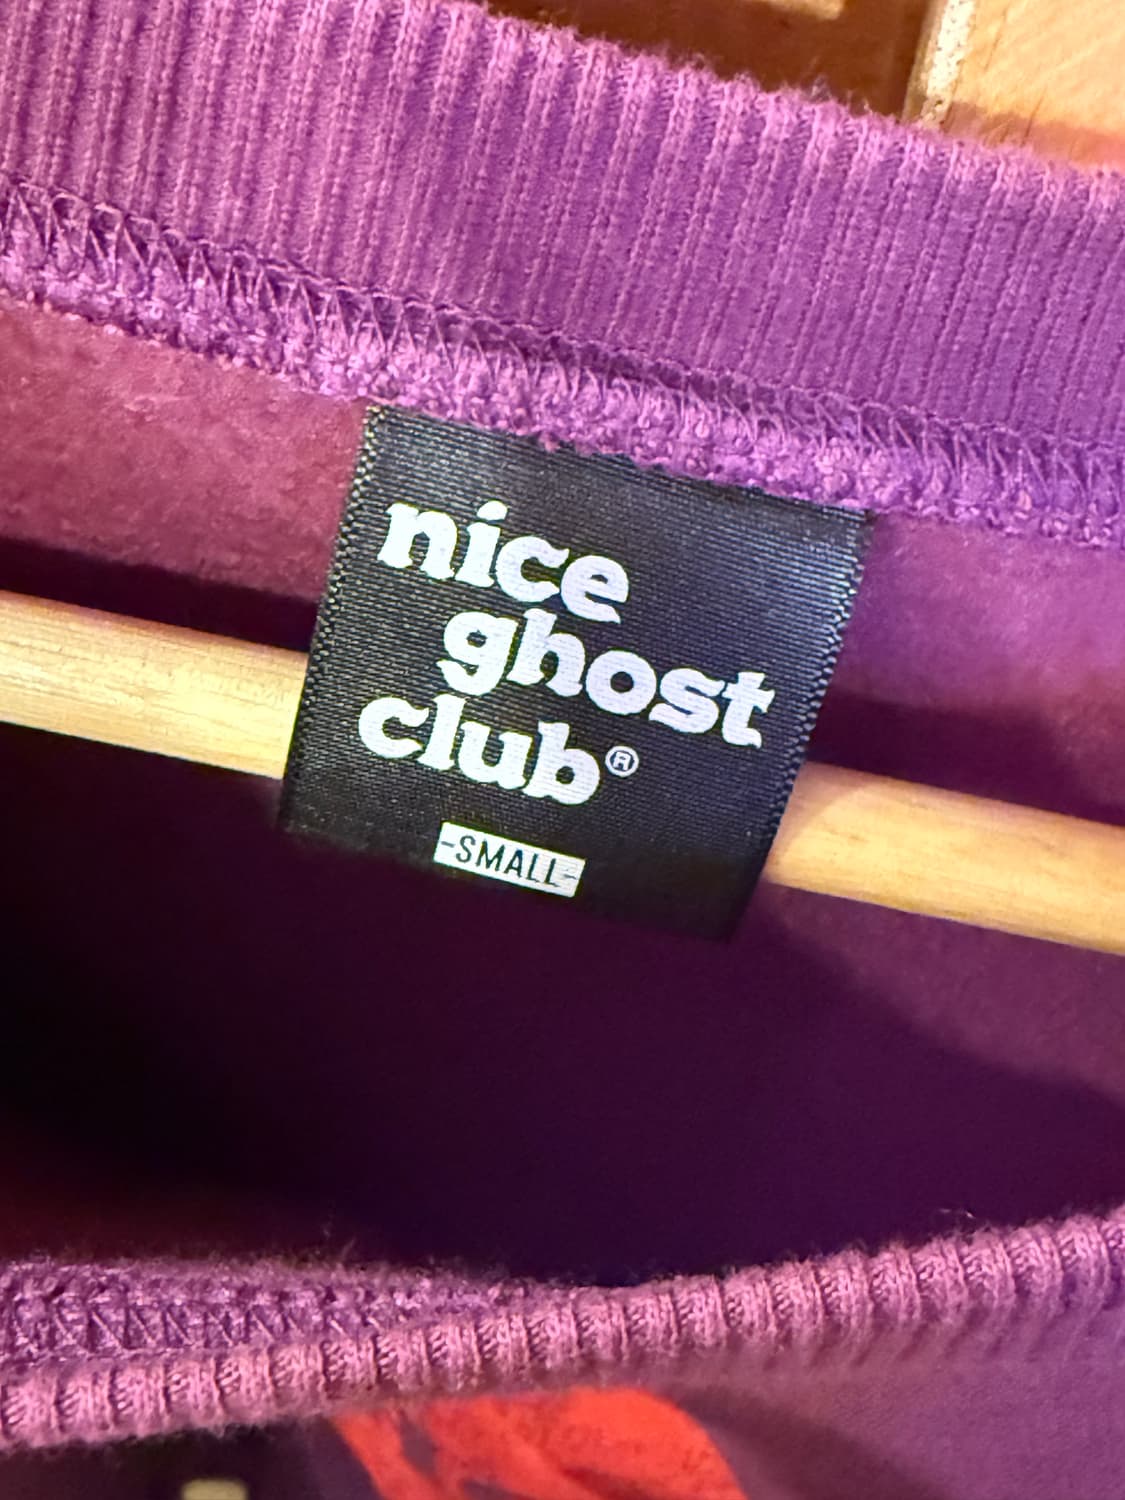 nice
ghost
club®
-SMALL-